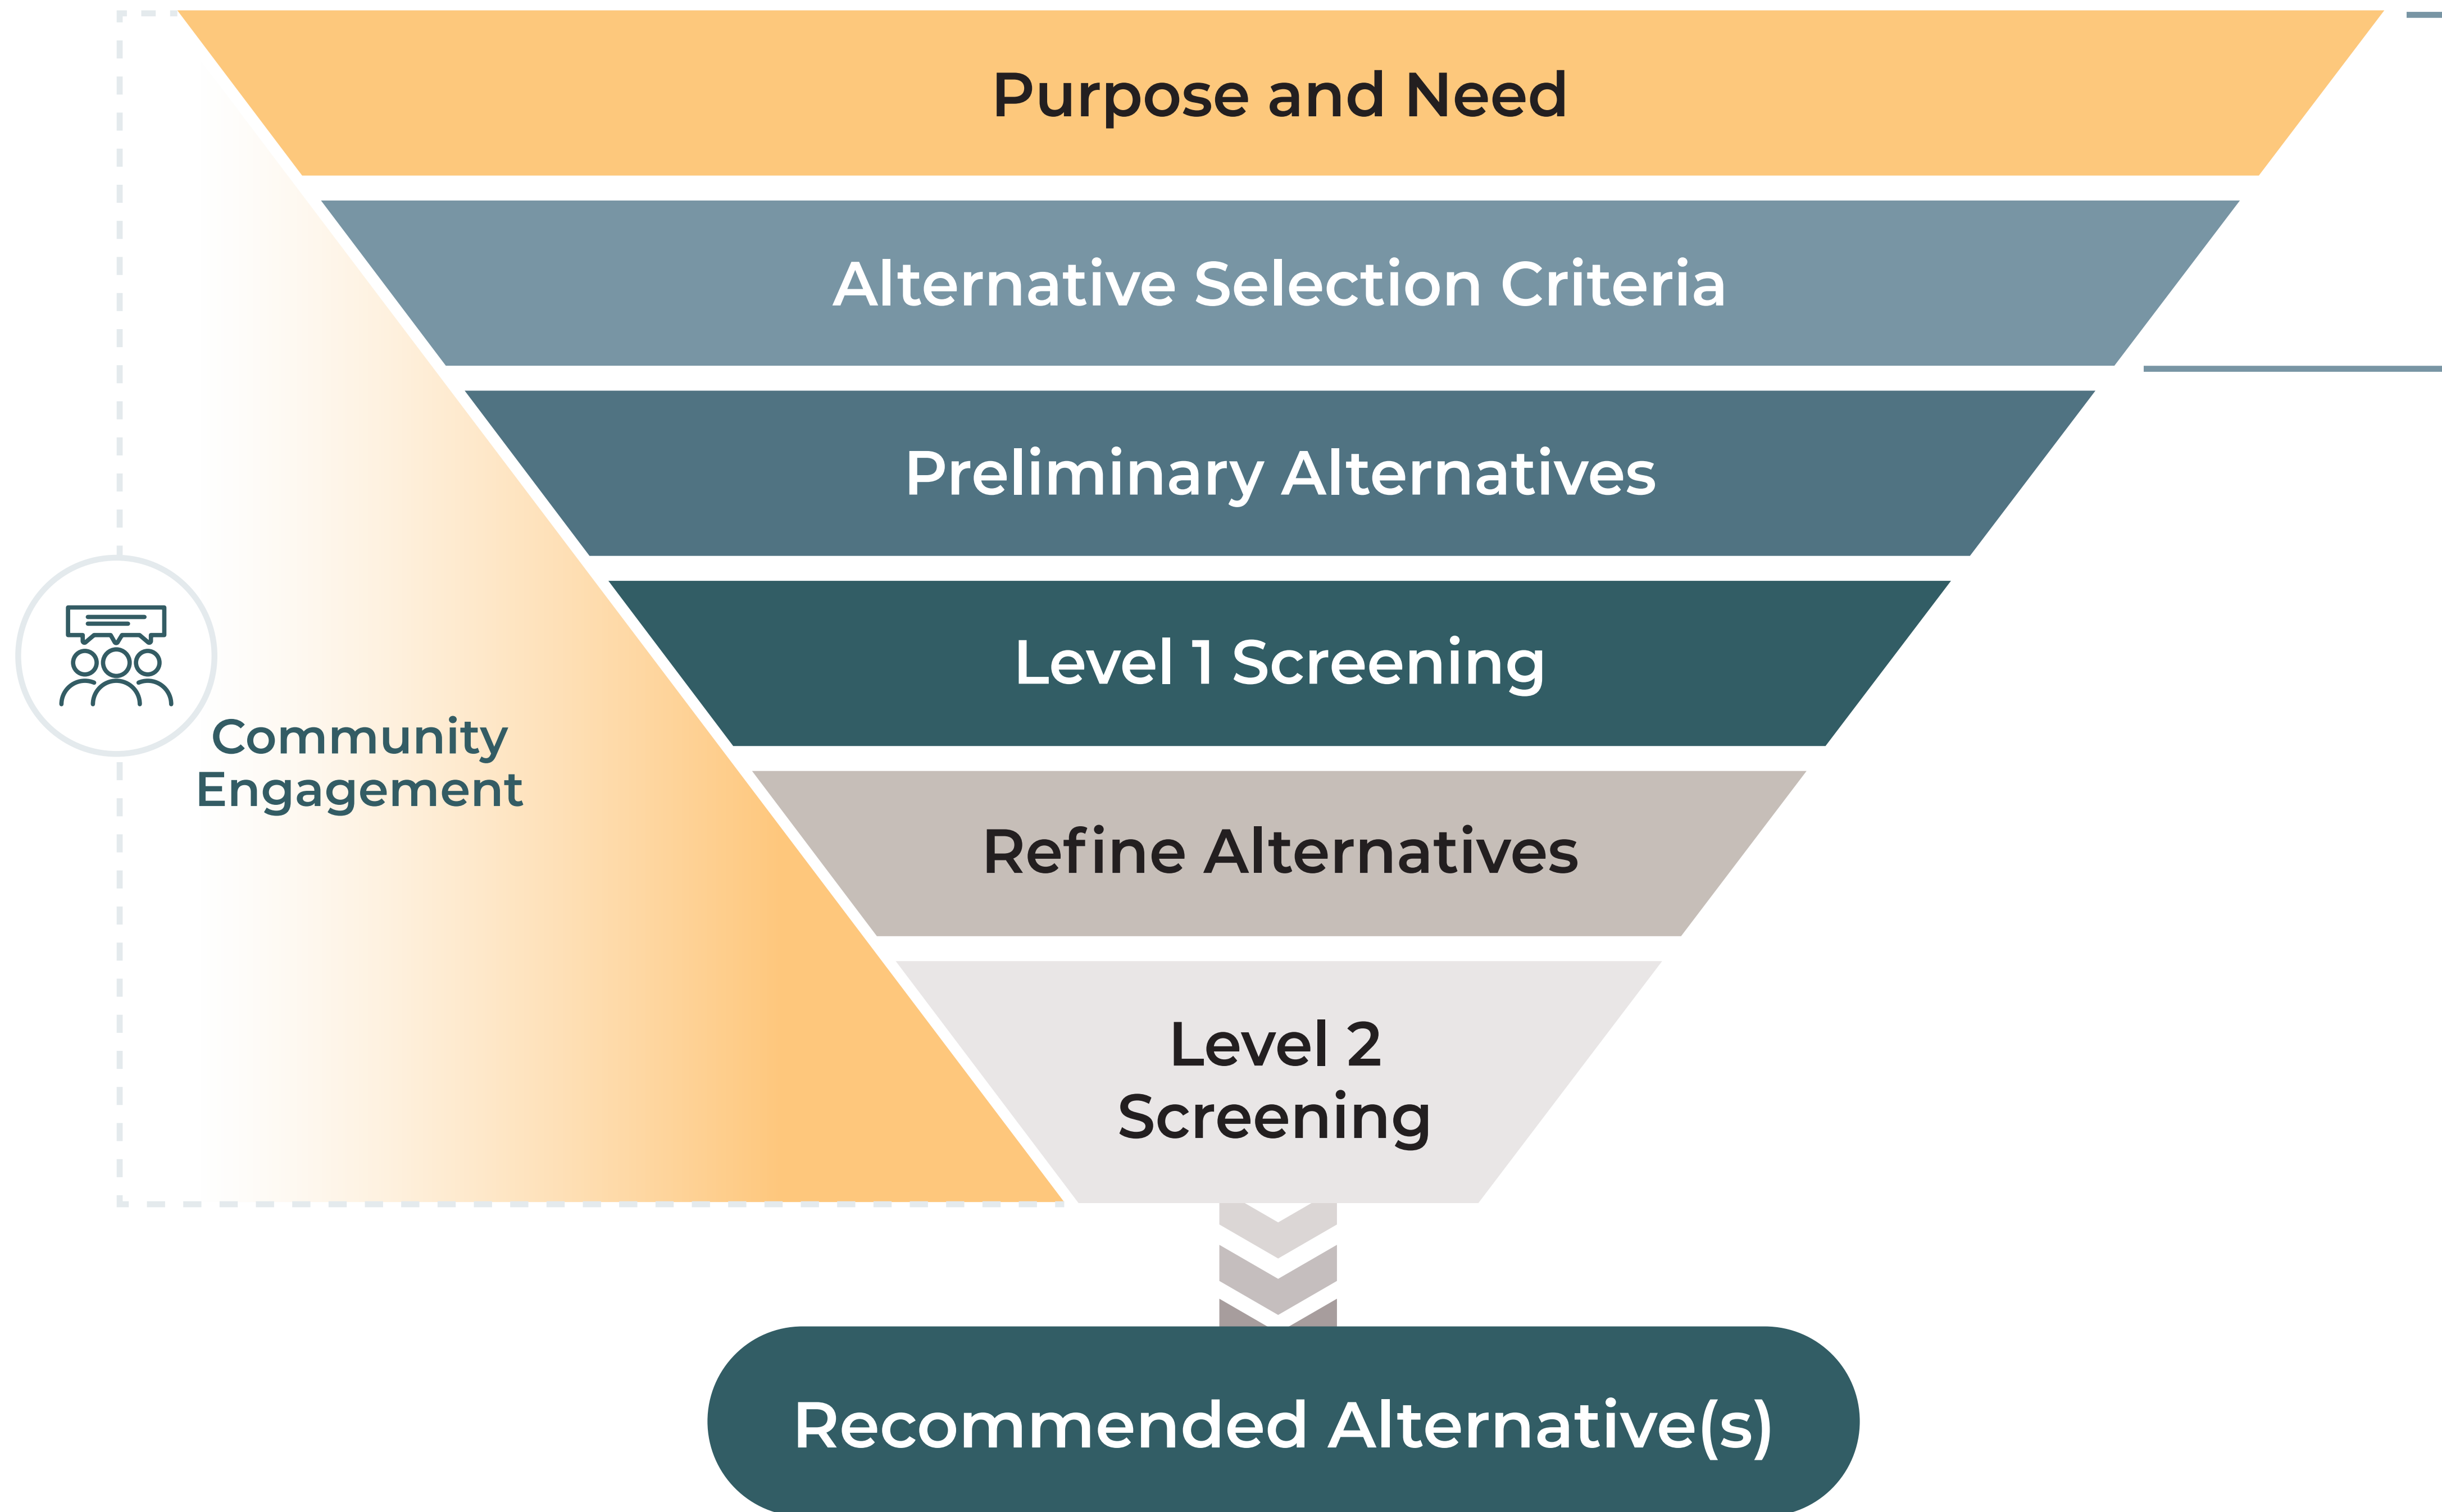 Purpose and Need
Alternative Selection Criteria
Preliminary Alternatives
Level 1 Screening
Community
Engagement
Refine Alternatives
Level 2
Screening
Recommended Alternative(s)